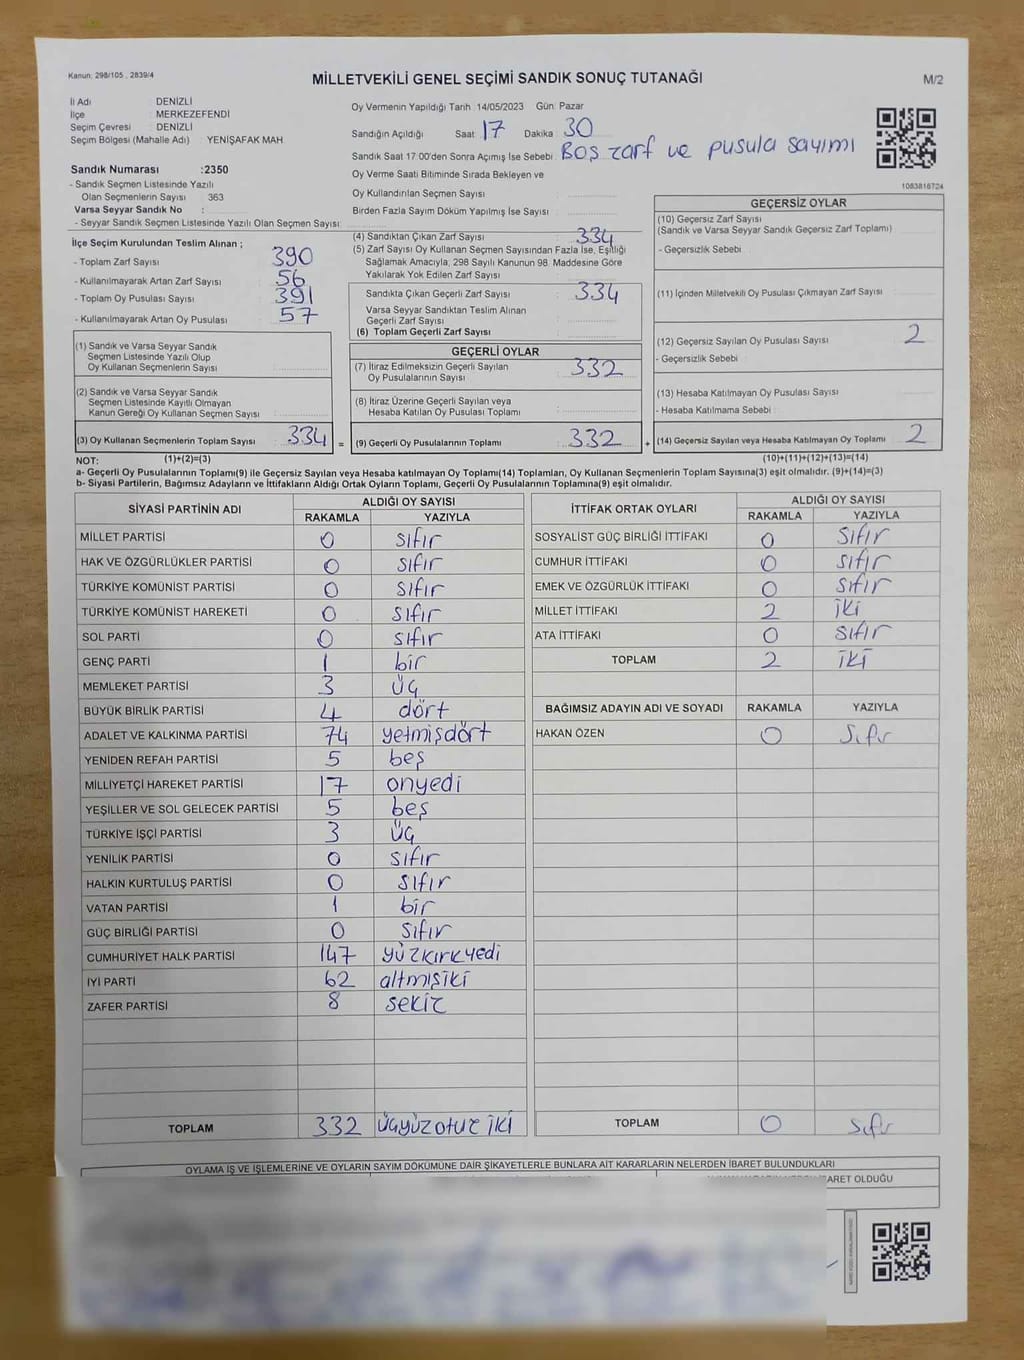 Kanun: 298/105 , 2839/4
MİLLETVEKİLİ GENEL SEÇİMİ SANDIK SONUÇ TUTANAĞI
M/2
İl Adı DENİZLİ
İlçe MERKEZEFENDİ
Seçim Çevresi DENİZLİ
Seçim Bölgesi (Mahalle Adı) YENİŞAFAK MAH
Oy Vermenin Yapıldığı Tarih :14/05/2023 Gün: Pazar
Sandığın Açıldığı Saat: 17 Dakika : 30
Sandık Saat 17:00'den Sonra Açımış İse Sebebi : Boş zarf ve pusula sayımı
Oy Verme Saati Bitiminde Sırada Bekleyen ve
Oy Kullandırılan Seçmen Sayısı :
Birden Fazla Sayım Döküm Yapılmış İse Sayısı :
1083818724
Sandık Numarası :2350
- Sandık Seçmen Listesinde Yazılı
Olan Seçmenlerin Sayısı 363
Varsa Seyyar Sandık No :
- Seyyar Sandık Seçmen Listesinde Yazılı Olan Seçmen Sayısı:
İlçe Seçim Kurulundan Teslim Alınan ;
- Toplam Zarf Sayısı : 390
- Kullanılmayarak Artan Zarf Sayısı : 56
- Toplam Oy Pusulası Sayısı : 391
- Kullanılmayarak Artan Oy Pusulası : 57
(1) Sandık ve Varsa Seyyar Sandık
Seçmen Listesinde Yazılı Olup
Oy Kullanan Seçmenlerin Sayısı :
(2) Sandık ve Varsa Seyyar Sandık
Seçmen Listesinde Kayıtlı Olmayan
Kanun Gereği Oy Kullanan Seçmen Sayısı :
(3) Oy Kullanan Seçmenlerin Toplam Sayısı : 334
(4) Sandıktan Çıkan Zarf Sayısı : 334
(5) Zarf Sayısı Oy Kullanan Seçmen Sayısından Fazla İse, Eşitliği
Sağlamak Amacıyla, 298 Sayılı Kanunun 98. Maddesine Göre
Yakılarak Yok Edilen Zarf Sayısı :
Sandıkta Çıkan Geçerli Zarf Sayısı : 334
Varsa Seyyar Sandıktan Teslim Alınan
Geçerli Zarf Sayısı :
(6) Toplam Geçerli Zarf Sayısı :
GEÇERLİ OYLAR
(7) İtiraz Edilmeksizin Geçerli Sayılan
Oy Pusulalarının Sayısı : 332
(8) İtiraz Üzerine Geçerli Sayılan veya
Hesaba Katılan Oy Pusulası Toplamı :
= (9) Geçerli Oy Pusulalarının Toplamı : 332
GEÇERSİZ OYLAR
(10) Geçersiz Zarf Sayısı
(Sandık ve Varsa Seyyar Sandık Geçersiz Zarf Toplamı) :
- Geçersizlik Sebebi :
(11) İçinden Milletvekili Oy Pusulası Çıkmayan Zarf Sayısı :
(12) Geçersiz Sayılan Oy Pusulası Sayısı : 2
- Geçersizlik Sebebi :
(13) Hesaba Katılmayan Oy Pusulası Sayısı :
- Hesaba Katılmama Sebebi :
+ (14) Geçersiz Sayılan veya Hesaba Katılmayan Oy Toplamı : 2
NOT: (1)+(2)=(3) (10)+(11)+(12)+(13)=(14)
a- Geçerli Oy Pusulalarının Toplamı(9) ile Geçersiz Sayılan veya Hesaba katılmayan Oy Toplamı(14) Toplamları, Oy Kullanan Seçmenlerin Toplam Sayısına(3) eşit olmalıdır. (9)+(14)=(3)
b- Siyasi Partilerin, Bağımsız Adayların ve İttifakların Aldığı Ortak Oyların Toplamı, Geçerli Oy Pusulalarının Toplamına(9) eşit olmalıdır.
SİYASİ PARTİNİN ADI ALDIĞI OY SAYISI
RAKAMLA YAZIYLA
MİLLET PARTİSİ 0 sıfır
HAK VE ÖZGÜRLÜKLER PARTİSİ 0 sıfır
TÜRKİYE KOMÜNİST PARTİSİ 0 sıfır
TÜRKİYE KOMÜNİST HAREKETİ 0 sıfır
SOL PARTİ 0 sıfır
GENÇ PARTİ 1 bir
MEMLEKET PARTİSİ 3 üç
BÜYÜK BİRLİK PARTİSİ 4 dört
ADALET VE KALKINMA PARTİSİ 74 yetmişdört
YENİDEN REFAH PARTİSİ 5 beş
MİLLİYETÇİ HAREKET PARTİSİ 17 onyedi
YEŞİLLER VE SOL GELECEK PARTİSİ 5 beş
TÜRKİYE İŞÇİ PARTİSİ 3 üç
YENİLİK PARTİSİ 0 sıfır
HALKIN KURTULUŞ PARTİSİ 0 sıfır
VATAN PARTİSİ 1 bir
GÜÇ BİRLİĞİ PARTİSİ 0 sıfır
CUMHURİYET HALK PARTİSİ 147 yüzkırkyedi
İYİ PARTİ 62 altmışiki
ZAFER PARTİSİ 8 sekiz
TOPLAM 332 üçyüzotuz iki
İTTİFAK ORTAK OYLARI ALDIĞI OY SAYISI
RAKAMLA YAZIYLA
SOSYALİST GÜÇ BİRLİĞİ İTTİFAKI 0 sıfır
CUMHUR İTTİFAKI 0 sıfır
EMEK VE ÖZGÜRLÜK İTTİFAKI 0 sıfır
MİLLET İTTİFAKI 2 iki
ATA İTTİFAKI 0 sıfır
TOPLAM 2 iki
BAĞIMSIZ ADAYIN ADI VE SOYADI RAKAMLA YAZIYLA
HAKAN ÖZEN 0 sıfır
TOPLAM 0 sıfır
OYLAMA İŞ VE İŞLEMLERİNE VE OYLARIN SAYIM DÖKÜMÜNE DAİR ŞİKAYETLERLE BUNLARA AİT KARARLARIN NELERDEN İBARET BULUNDUKLARI
BARET OLDUĞU